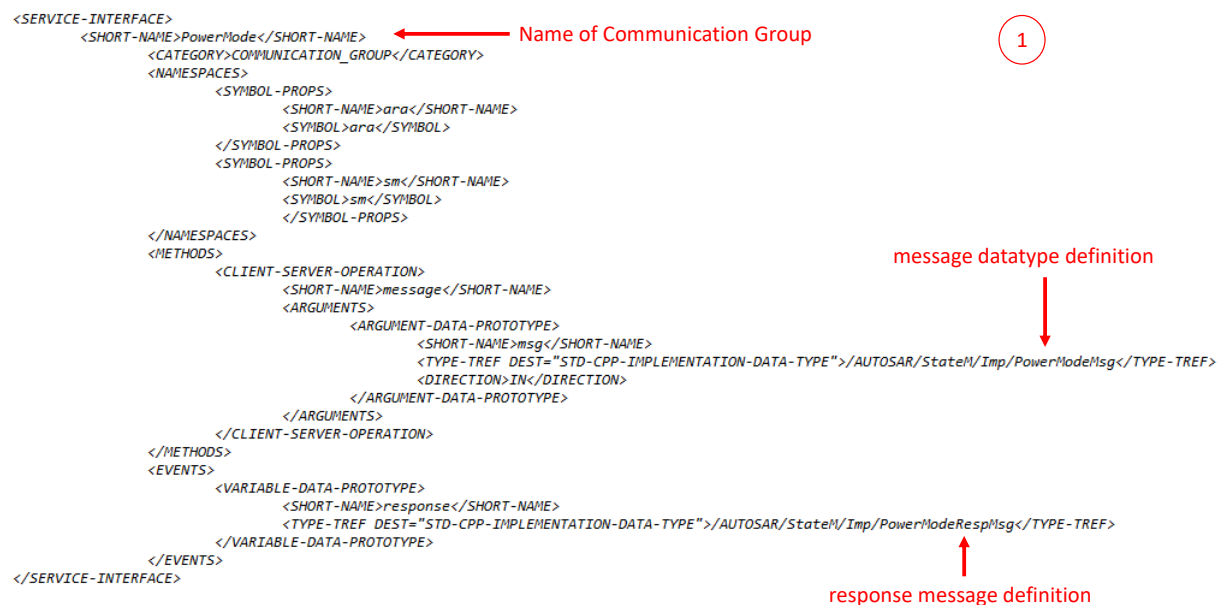 <SERVICE-INTERFACE>
<SHORT-NAME>PowerMode</SHORT-NAME> Name of Communication Group 1
<CATEGORY>COMMUNICATION_GROUP</CATEGORY>
<NAMESPACES>
<SYMBOL-PROPS>
<SHORT-NAME>ara</SHORT-NAME>
<SYMBOL>ara</SYMBOL>
</SYMBOL-PROPS>
<SYMBOL-PROPS>
<SHORT-NAME>sm</SHORT-NAME>
<SYMBOL>sm</SYMBOL>
</SYMBOL-PROPS>
</NAMESPACES>
<METHODS>
message datatype definition
<CLIENT-SERVER-OPERATION>
<SHORT-NAME>message</SHORT-NAME>
<ARGUMENTS>
<ARGUMENT-DATA-PROTOTYPE>
<SHORT-NAME>msg</SHORT-NAME>
<TYPE-TREF DEST="STD-CPP-IMPLEMENTATION-DATA-TYPE">/AUTOSAR/StateM/Imp/PowerModeMsg</TYPE-TREF>
<DIRECTION>IN</DIRECTION>
</ARGUMENT-DATA-PROTOTYPE>
</ARGUMENTS>
</CLIENT-SERVER-OPERATION>
</METHODS>
<EVENTS>
<VARIABLE-DATA-PROTOTYPE>
<SHORT-NAME>response</SHORT-NAME>
<TYPE-TREF DEST="STD-CPP-IMPLEMENTATION-DATA-TYPE">/AUTOSAR/StateM/Imp/PowerModeRespMsg</TYPE-TREF>
</VARIABLE-DATA-PROTOTYPE>
</EVENTS>
</SERVICE-INTERFACE>
response message definition